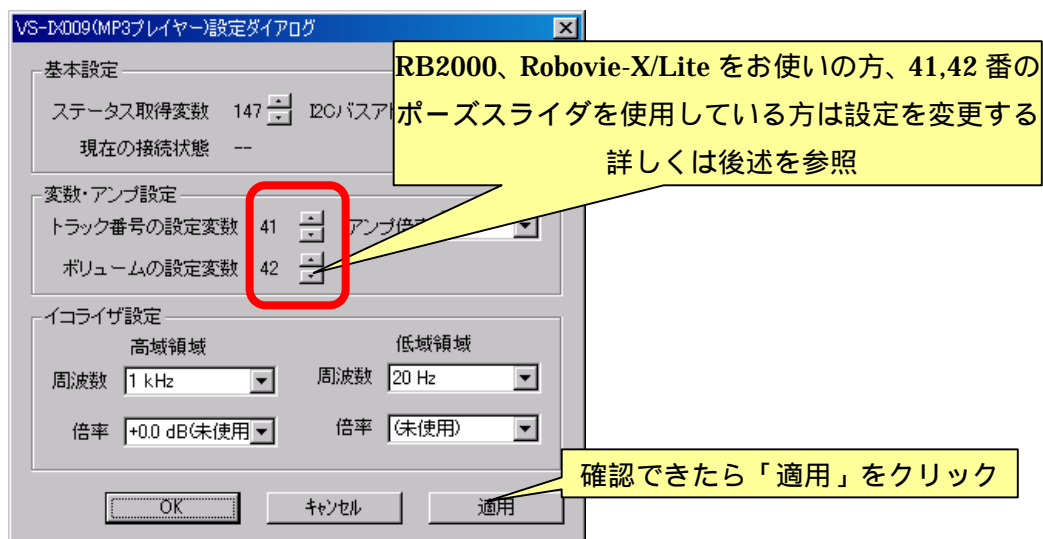 VS-IX009(MP3プレイヤー)設定ダイアログ
RB2000、Robovie-X/Lite をお使いの方、41,42 番の
ポーズスライダを使用している方は設定を変更する
詳しくは後述を参照
基本設定
ステータス取得変数 147 I2Cバスア
現在の接続状態 --
変数・アンプ設定
トラック番号の設定変数 41 アンプ倍
ボリュームの設定変数 42
イコライザ設定
高域領域 低域領域
周波数 1 kHz 周波数 20 Hz
倍率 +0.0 dB(未使用 倍率 (未使用)
確認できたら「適用」をクリック
OK キャンセル 適用